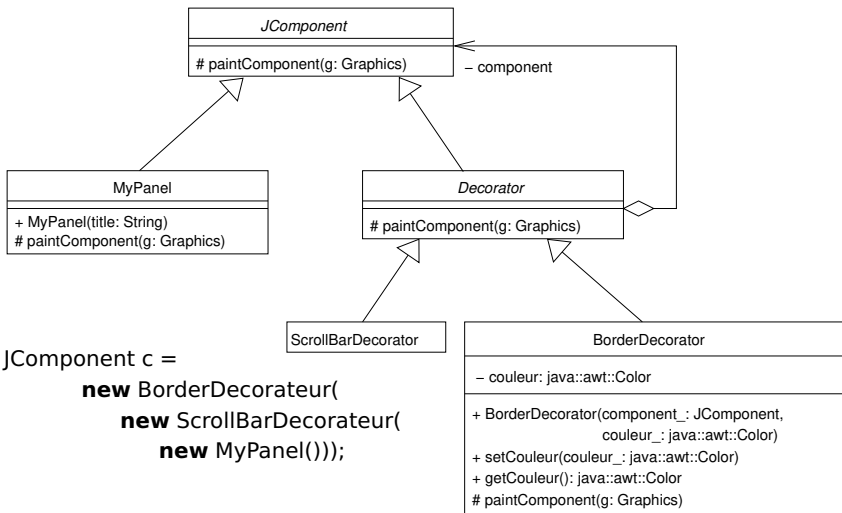 JComponent
# paintComponent(g: Graphics)
– component
MyPanel
+ MyPanel(title: String)
# paintComponent(g: Graphics)
Decorator
# paintComponent(g: Graphics)
ScrollBarDecorator
BorderDecorator
– couleur: java::awt::Color
+ BorderDecorator(component_: JComponent,
couleur_: java::awt::Color)
+ setCouleur(couleur_: java::awt::Color)
+ getCouleur(): java::awt::Color
# paintComponent(g: Graphics)
JComponent c =
new BorderDecorateur(
new ScrollBarDecorateur(
new MyPanel()));